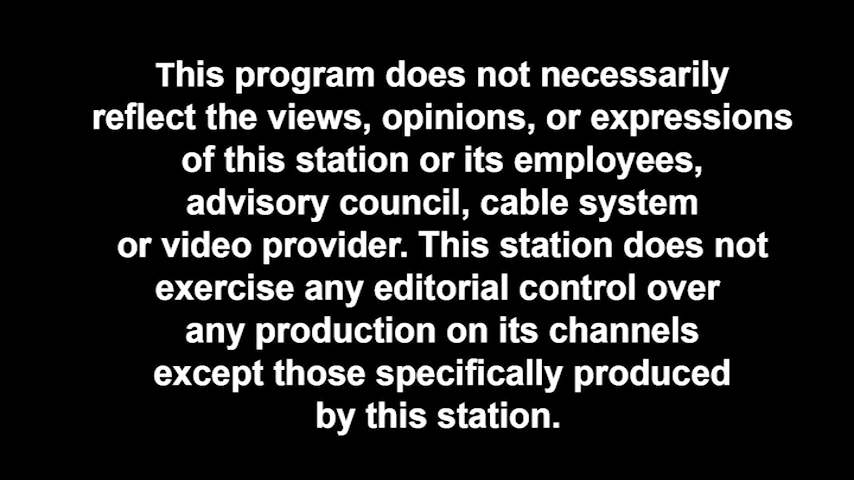 This program does not necessarily
reflect the views, opinions, or expressions
of this station or its employees,
advisory council, cable system
or video provider. This station does not
exercise any editorial control over
any production on its channels
except those specifically produced
by this station.